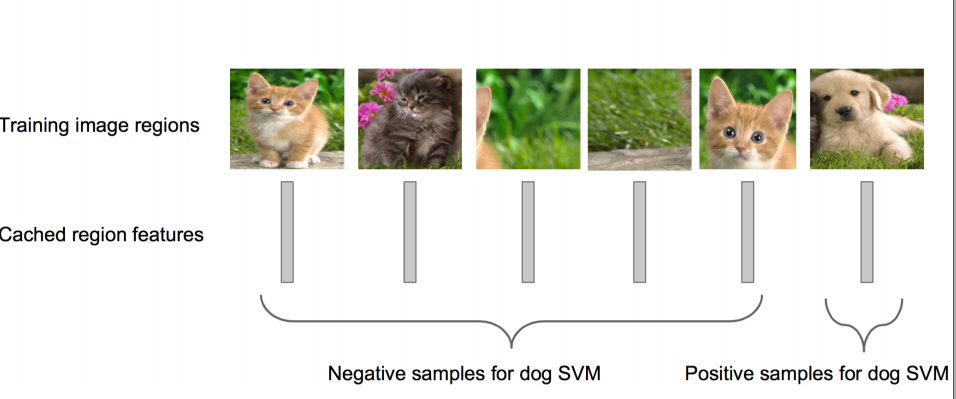 Training image regions
Cached region features
Negative samples for dog SVM
Positive samples for dog SVM